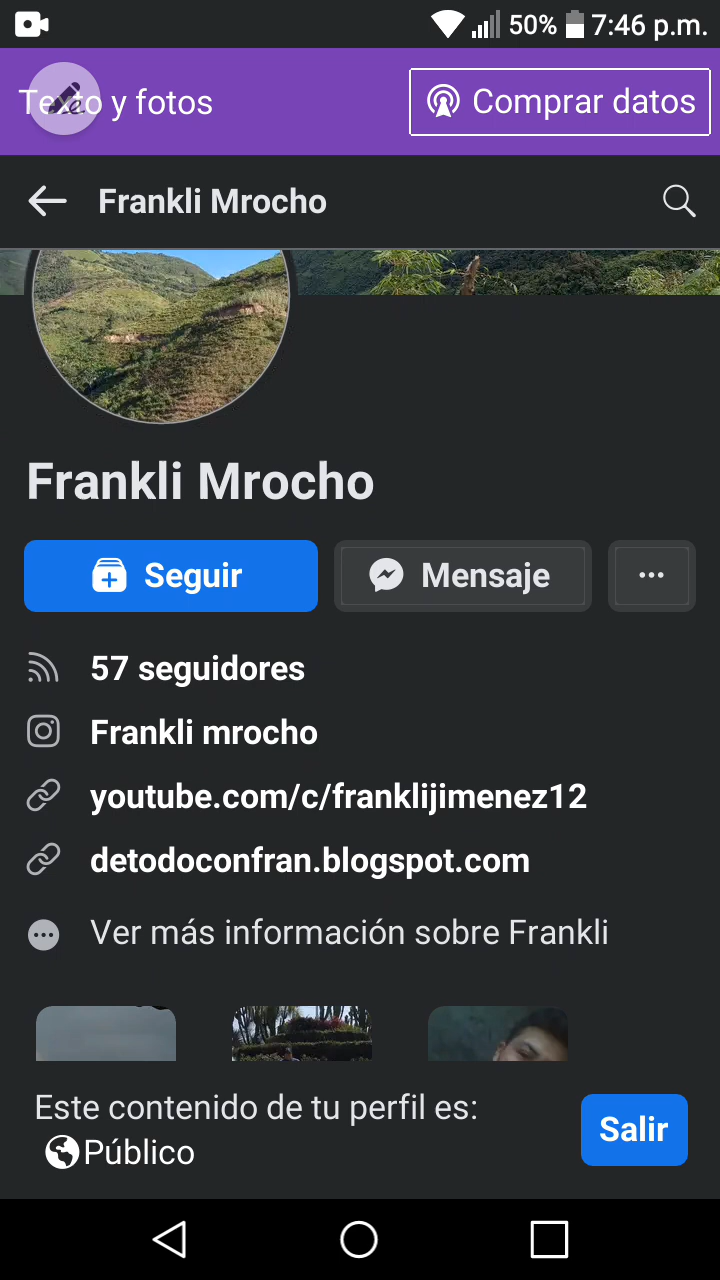 50% 7:46 p.m.
Texto y fotos
Comprar datos
Frankli Mrocho
Frankli Mrocho
Seguir
Mensaje
57 seguidores
Frankli mrocho
youtube.com/c/franklijimenez12
detodoconfran.blogspot.com
Ver más información sobre Frankli
Este contenido de tu perfil es:
Público
Salir